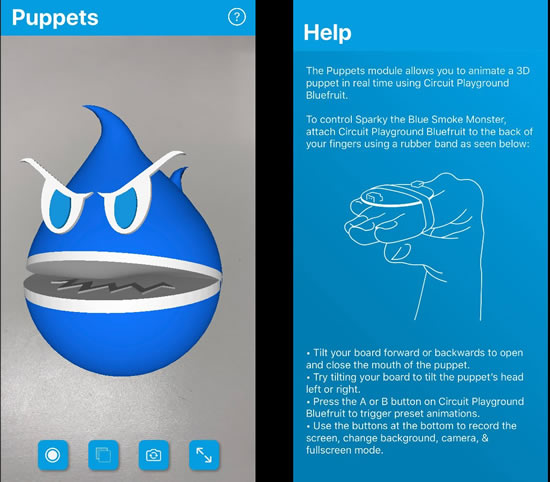 Puppets
?
Help
The Puppets module allows you to animate a 3D
puppet in real time using Circuit Playground
Bluefruit.
To control Sparky the Blue Smoke Monster,
attach Circuit Playground Bluefruit to the back of
your fingers using a rubber band as seen below:
• Tilt your board forward or backwards to open
and close the mouth of the puppet.
• Try tilting your board to tilt the puppet's head
left or right.
• Press the A or B button on Circuit Playground
Bluefruit to trigger preset animations.
• Use the buttons at the bottom to record the
screen, change background, camera, &
fullscreen mode.